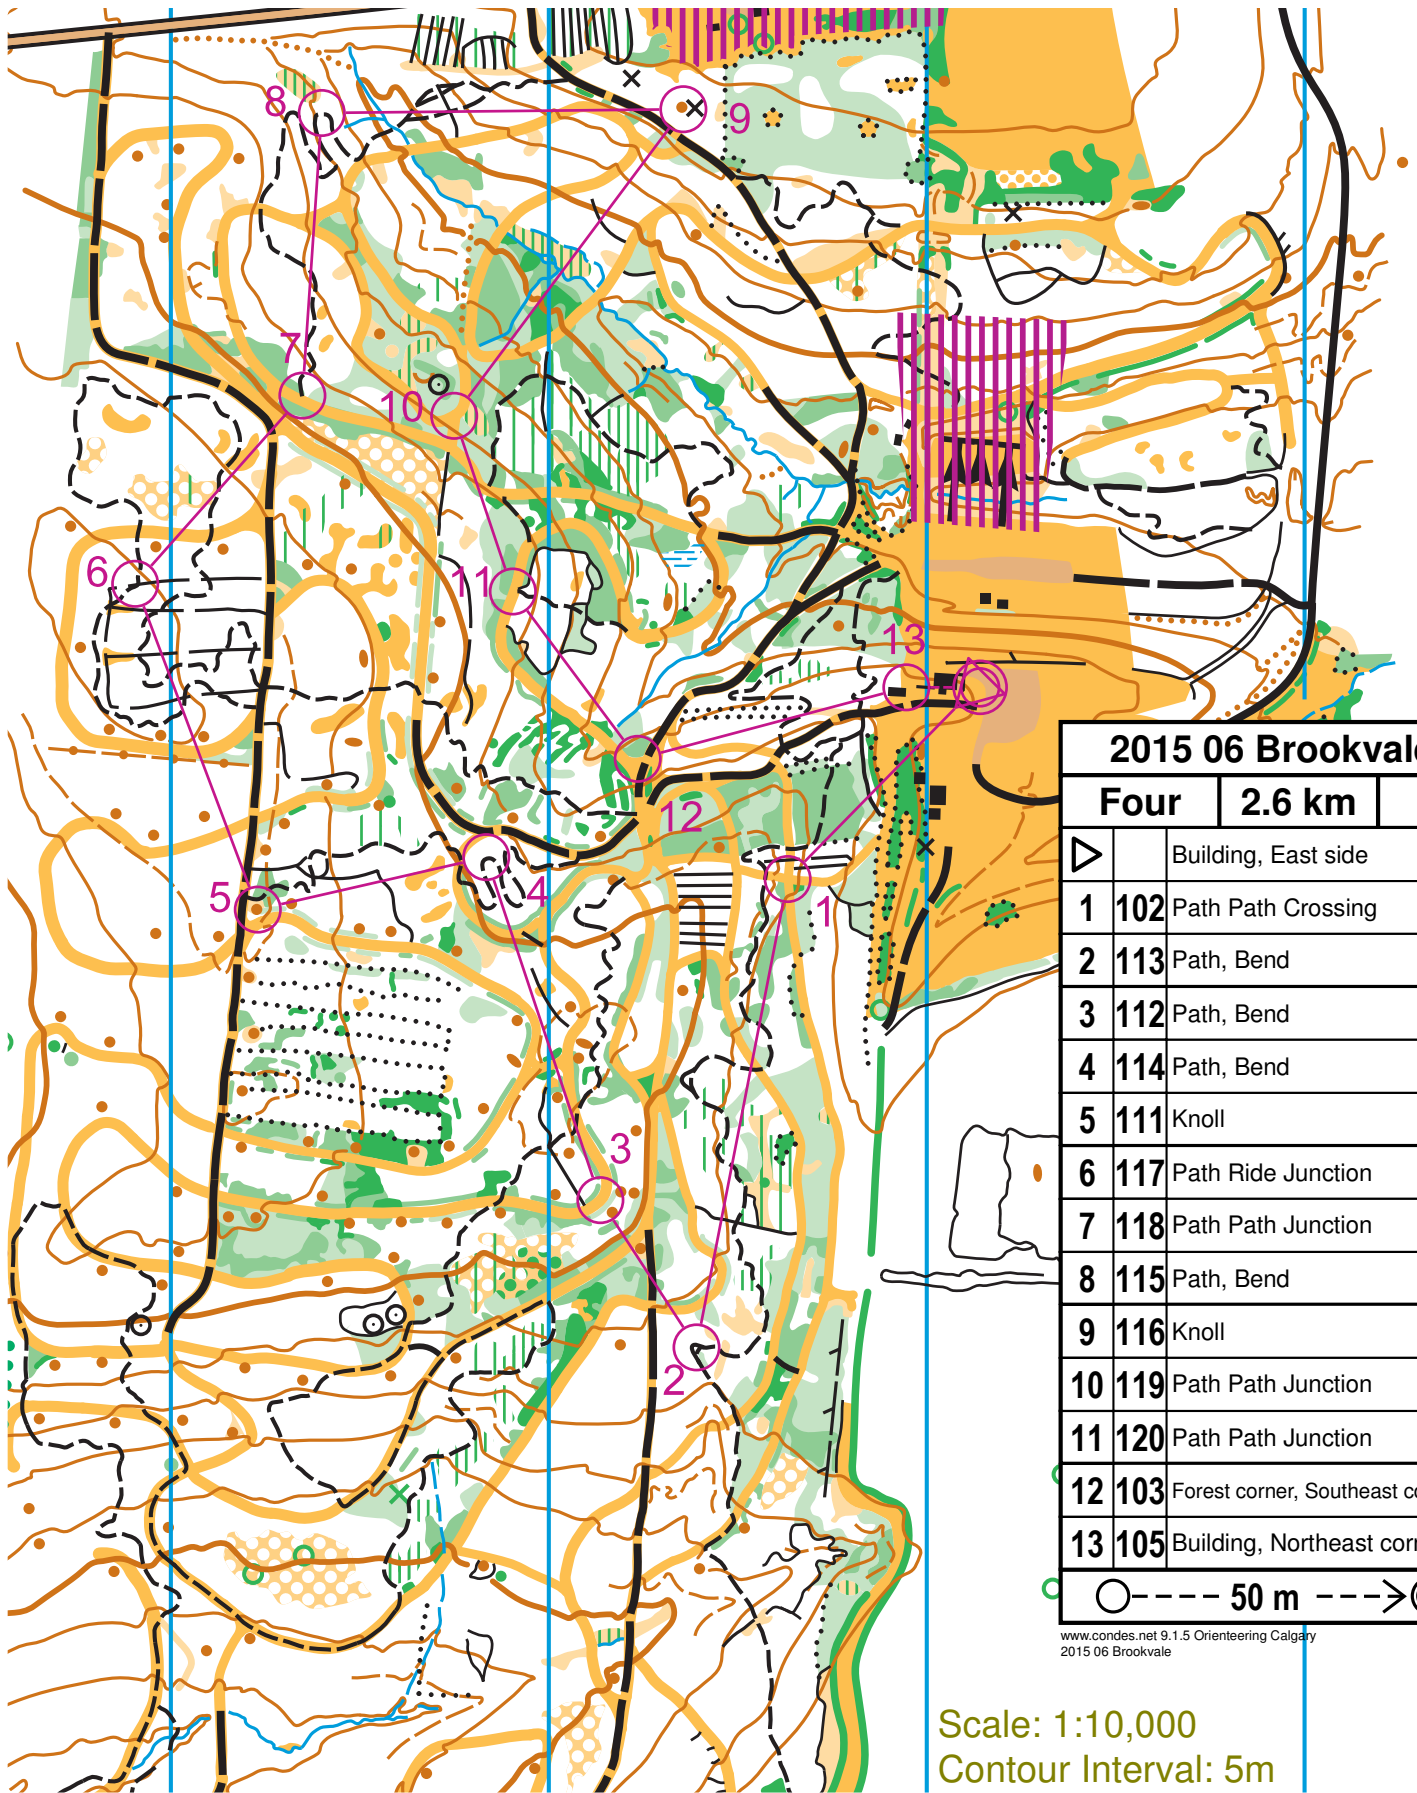 8
9
7
10
6
11
13
12
5
4
1
3
2
2015 06 Brookvale
Four 2.6 km
Building, East side
1 102 Path Path Crossing
2 113 Path, Bend
3 112 Path, Bend
4 114 Path, Bend
5 111 Knoll
6 117 Path Ride Junction
7 118 Path Path Junction
8 115 Path, Bend
9 116 Knoll
10 119 Path Path Junction
11 120 Path Path Junction
12 103 Forest corner, Southeast
13 105 Building, Northeast
50 m
www.condes.net 9.1.5 Orienteering Calgary
2015 06 Brookvale
Scale: 1:10,000
Contour Interval: 5m